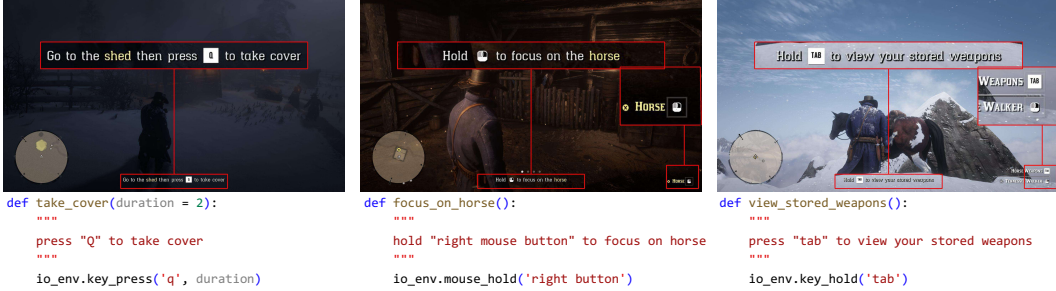 Go to the shed then press Q to take cover
Go to the shed then press Q to take cover
def take_cover(duration = 2):
"""
press "Q" to take cover
"""
io_env.key_press('q', duration)
Hold to focus on the horse
HORSE
Hold to focus on the horse
HORSE
def focus_on_horse():
"""
hold "right mouse button" to focus on horse
"""
io_env.mouse_hold('right button')
Hold TAB to view your stored weapons
WEAPONS TAB
WALKER
Hold TAB to view your stored weapons
def view_stored_weapons():
"""
press "tab" to view your stored weapons
"""
io_env.key_hold('tab')